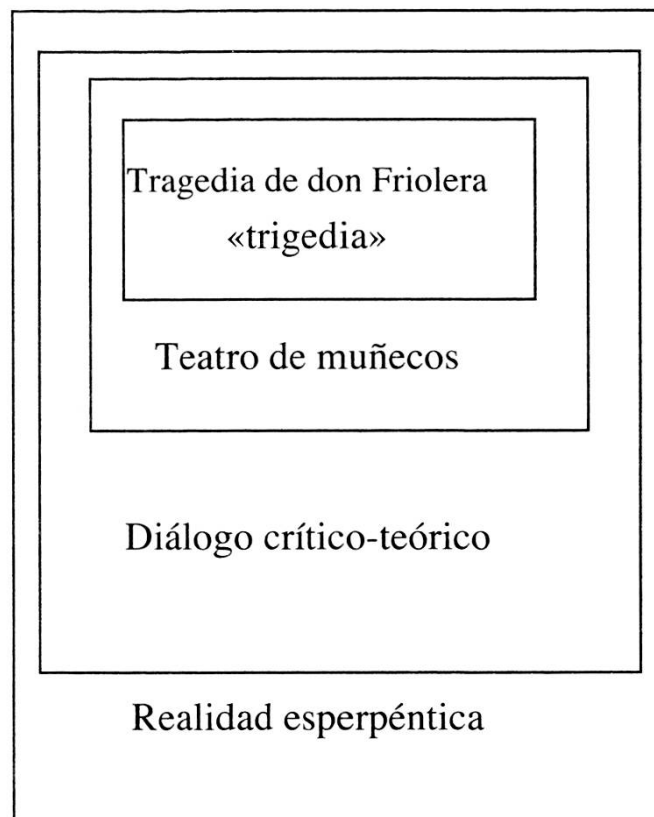 Tragedia de don Friolera
«trigedia»
Teatro de muñecos
Diálogo crítico-teórico
Realidad esperpéntica